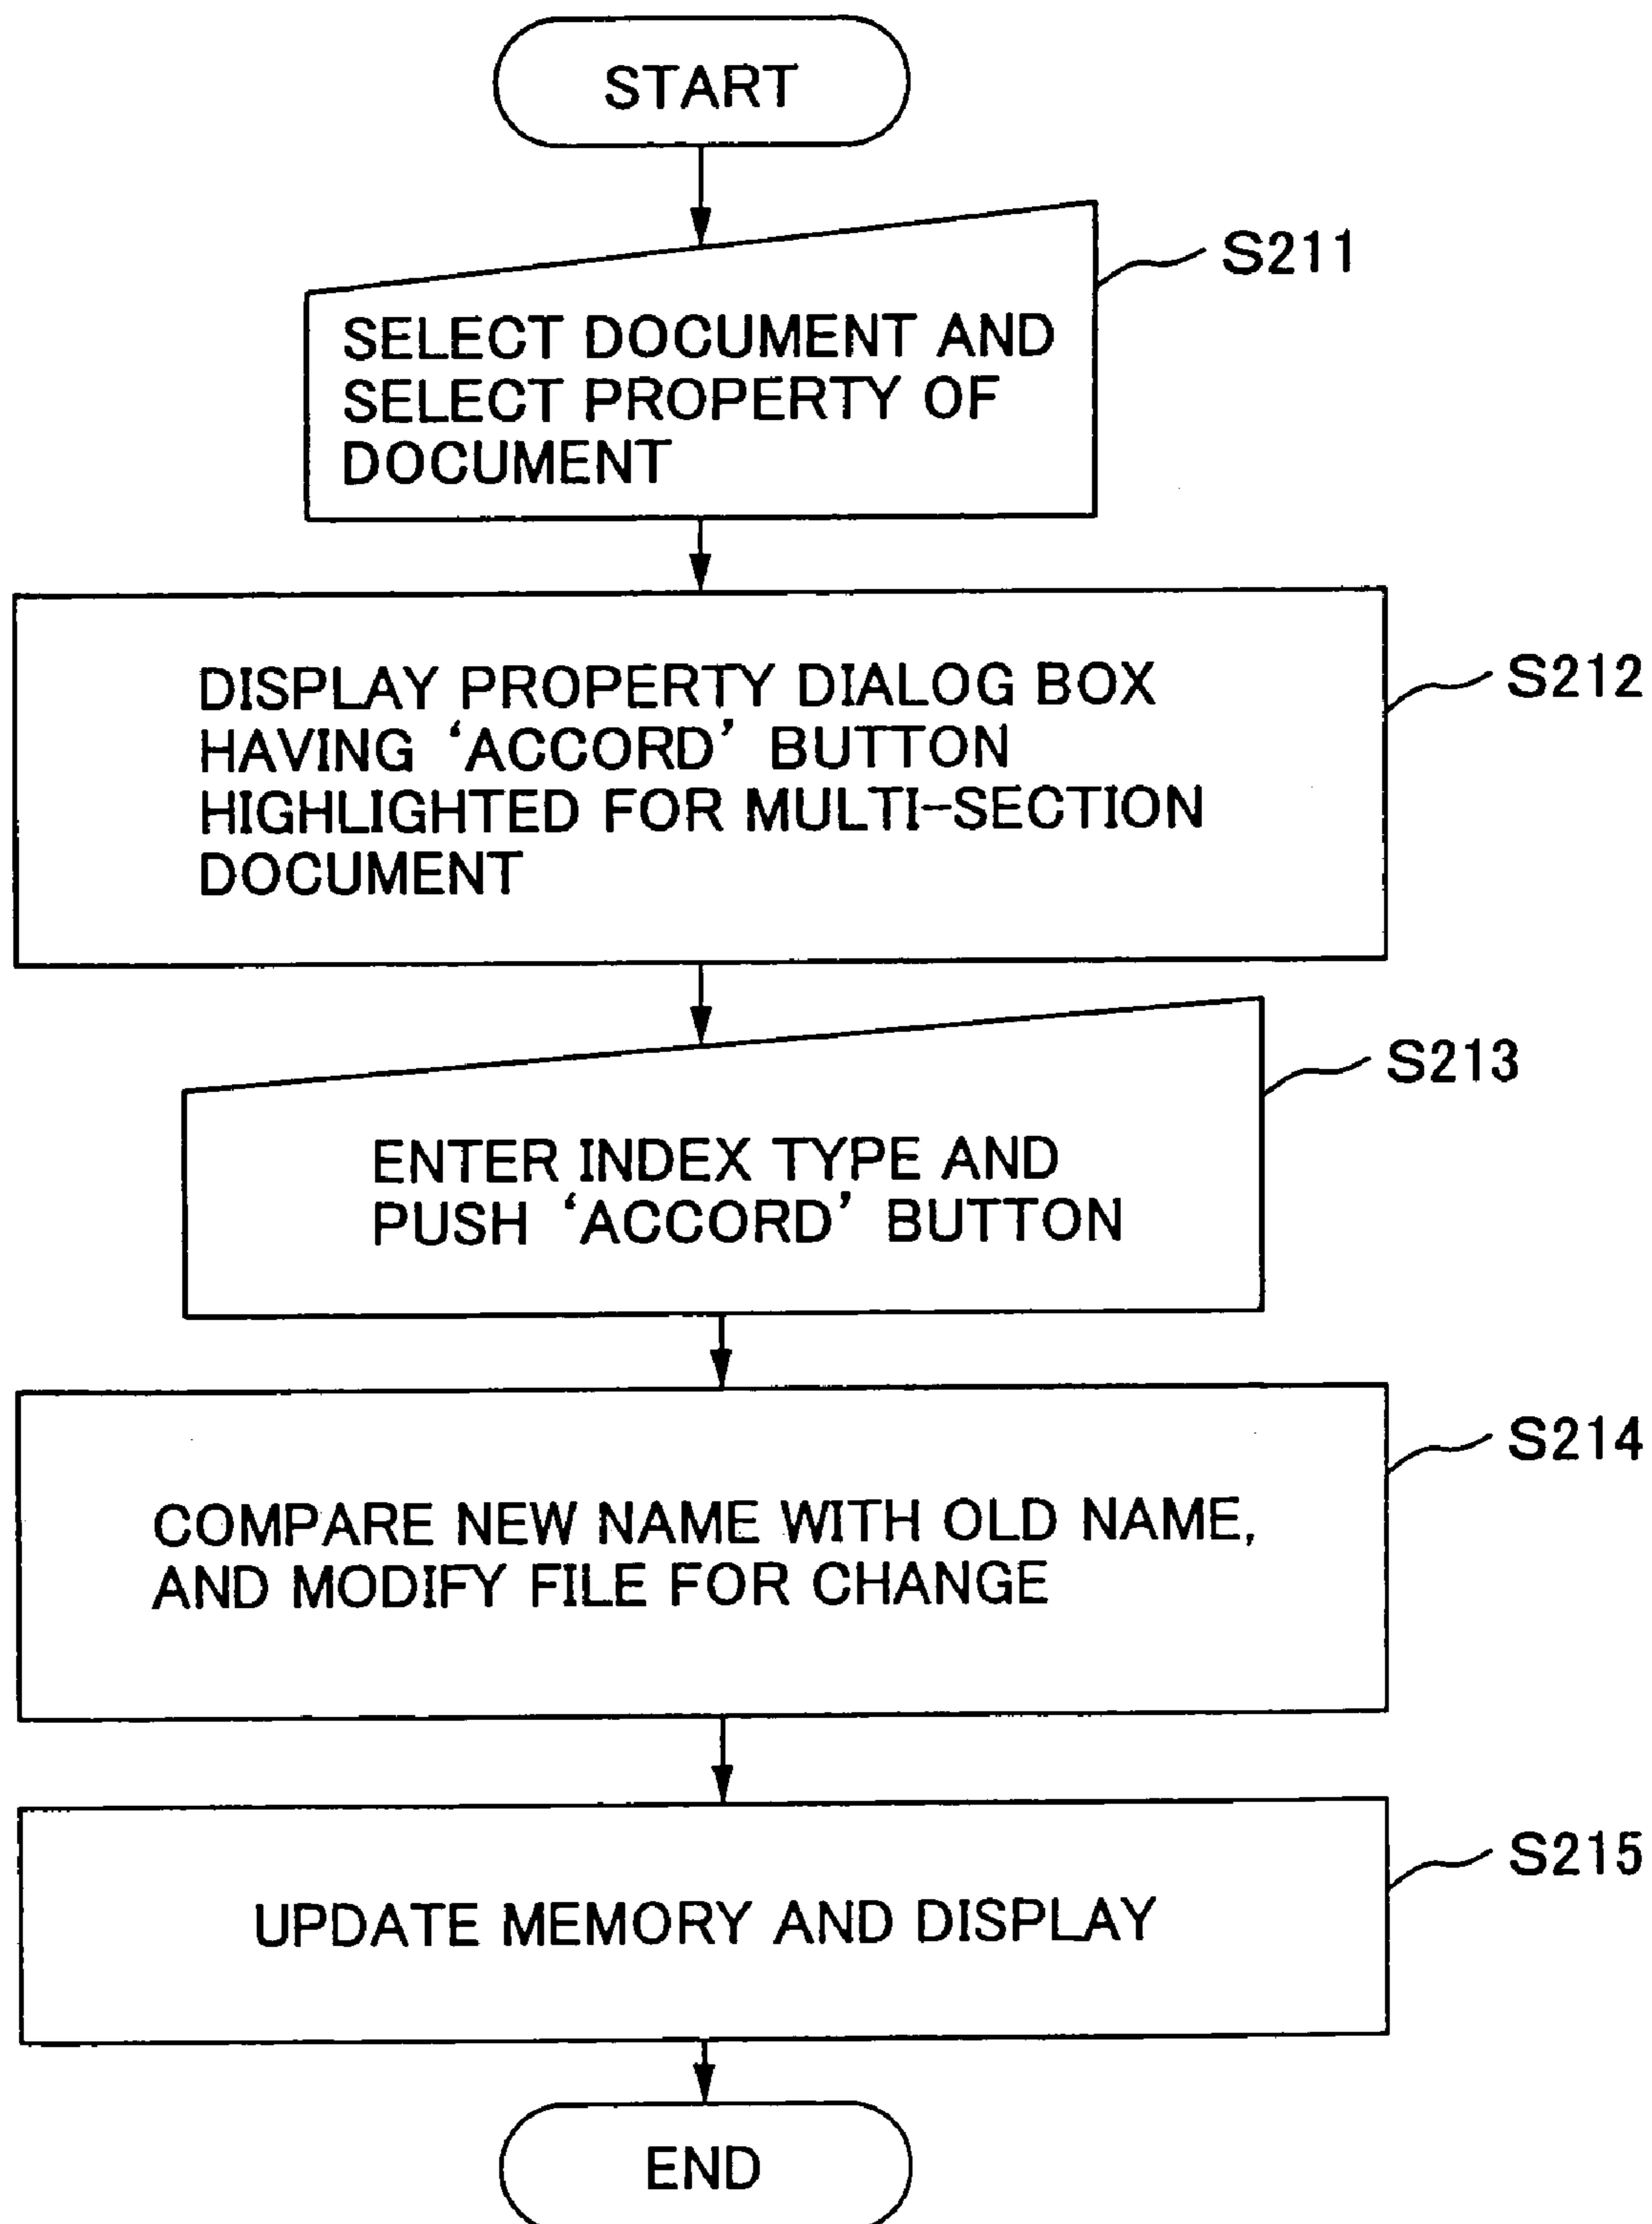 START
S211
SELECT DOCUMENT AND
SELECT PROPERTY OF
DOCUMENT
S212
DISPLAY PROPERTY DIALOG BOX
HAVING ‘ACCORD’ BUTTON
HIGHLIGHTED FOR MULTI-SECTION
DOCUMENT
S213
ENTER INDEX TYPE AND
PUSH ‘ACCORD’ BUTTON
S214
COMPARE NEW NAME WITH OLD NAME,
AND MODIFY FILE FOR CHANGE
S215
UPDATE MEMORY AND DISPLAY
END